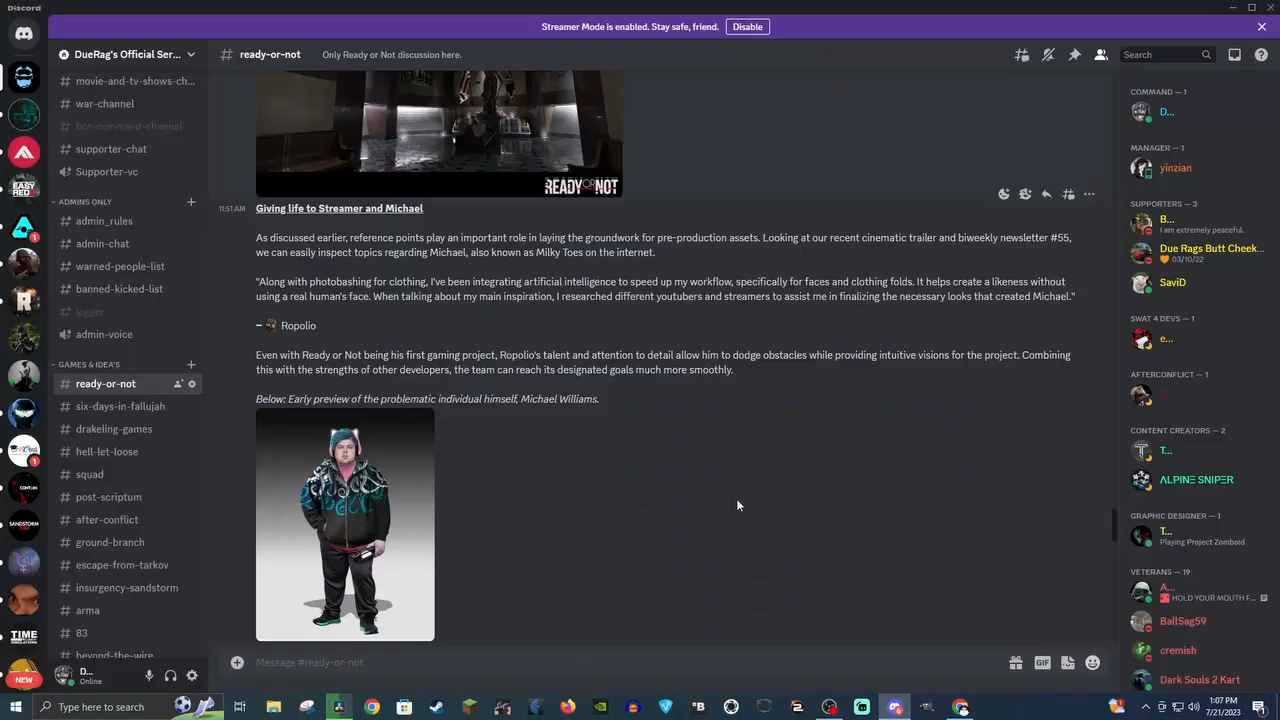 Discord
Streamer Mode is enabled. Stay safe, friend.
Disable
DueRag's Official Ser...
ready-or-not
Only Ready or Not discussion here.
Search
movie-and-tv-shows-ch...
war-channel
bot-command-channel
supporter-chat
Supporter-vc
ADMINS ONLY
admin_rules
admin-chat
warned-people-list
banned-kicked-list
logger
admin-voice
GAMES & IDEA'S
ready-or-not
six-days-in-fallujah
drakeling-games
hell-let-loose
squad
post-scriptum
after-conflict
ground-branch
escape-from-tarkov
insurgency-sandstorm
arma
83
beyond-the-wire
EASY
RED 2
1
1
SANDSTORM
TIME
NEW
D...
Online
READY OR NOT
11:51 AM
Giving life to Streamer and Michael
As discussed earlier, reference points play an important role in laying the groundwork for pre-production assets. Looking at our recent cinematic trailer and biweekly newsletter #55,
we can easily inspect topics regarding Michael, also known as Milky Toes on the internet.
"Along with photobashing for clothing, I've been integrating artificial intelligence to speed up my workflow, specifically for faces and clothing folds. It helps create a likeness without
using a real human's face. When talking about my main inspiration, I researched different youtubers and streamers to assist me in finalizing the necessary looks that created Michael."
– Ropolio
Even with Ready or Not being his first gaming project, Ropolio's talent and attention to detail allow him to dodge obstacles while providing intuitive visions for the project. Combining
this with the strengths of other developers, the team can reach its designated goals much more smoothly.
Below: Early preview of the problematic individual himself, Michael Williams.
Message #ready-or-not
GIF
COMMAND — 1
D...
MANAGER — 1
yinzian
SUPPORTERS — 3
B...
I am extremely peaceful.
Due Rags Butt Cheek...
03/10/22
SaviD
SWAT 4 DEVS — 1
e...
AFTERCONFLICT — 1
CONTENT CREATORS — 2
T...
ΛLPINΞ SNIPΞR
GRAPHIC DESIGNER — 1
T...
Playing Project Zomboid
VETERANS — 19
A...
HOLD YOUR MOUTH F...
BallSag59
cremish
Dark Souls 2 Kart
Type here to search
1:07 PM
7/21/2023